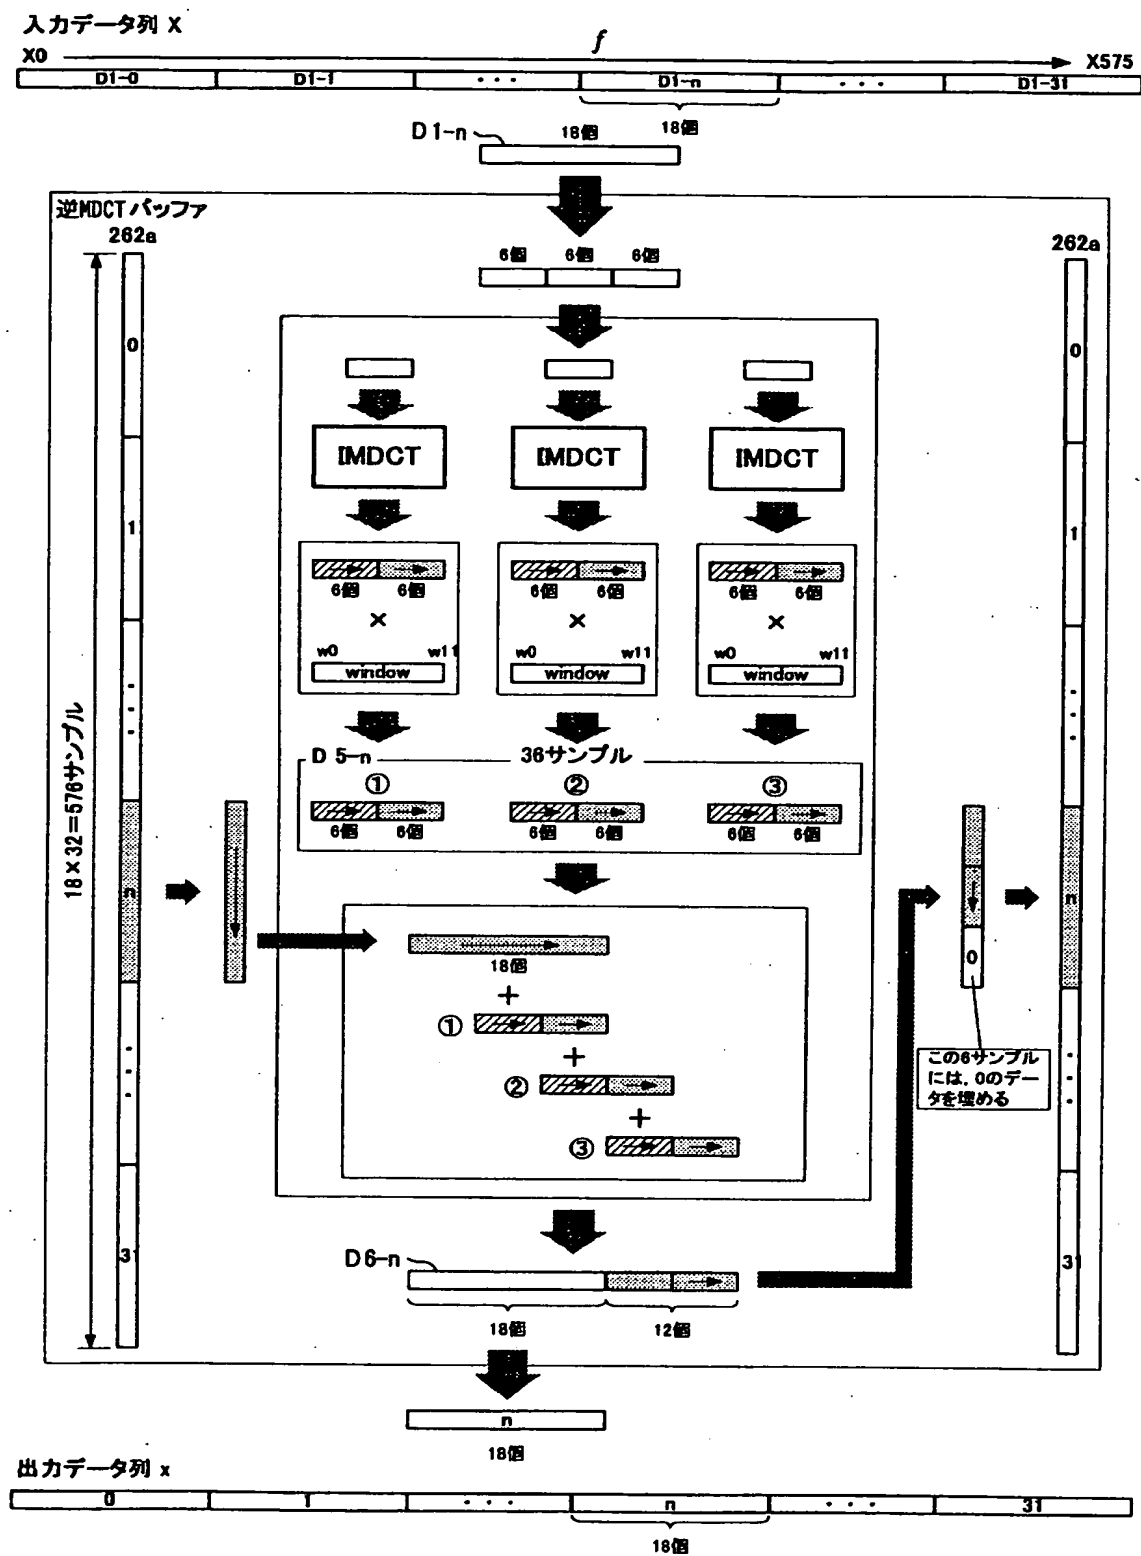 入力データ列 X
f
X0 X575
D1-0 D1-1 ・・・ D1-n ・・・ D1-31
18個
D1-n 18個
逆MDCTバッファ
262a 262a
6個 6個 6個
0 0
IMDCT IMDCT IMDCT
1 1
6個 6個 6個 6個 6個 6個
× × ×
w0 w11 w0 w11 w0 w11
window window window
18×32=576サンプル
D5-n 36サンプル
① ② ③
6個 6個 6個 6個 6個 6個
n n
18個
0
+
①
+
②
+
③
この6サンプル
には,0のデー
タを埋める
31 31
D6-n
18個 12個
n
18個
出力データ列 x
0 1 ・・・ n ・・・ 31
18個